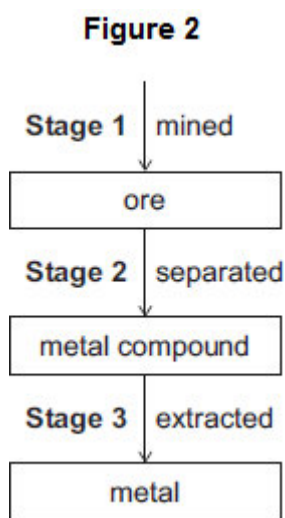 Figure 2
Stage 1 mined
ore
Stage 2 separated
metal compound
Stage 3 extracted
metal